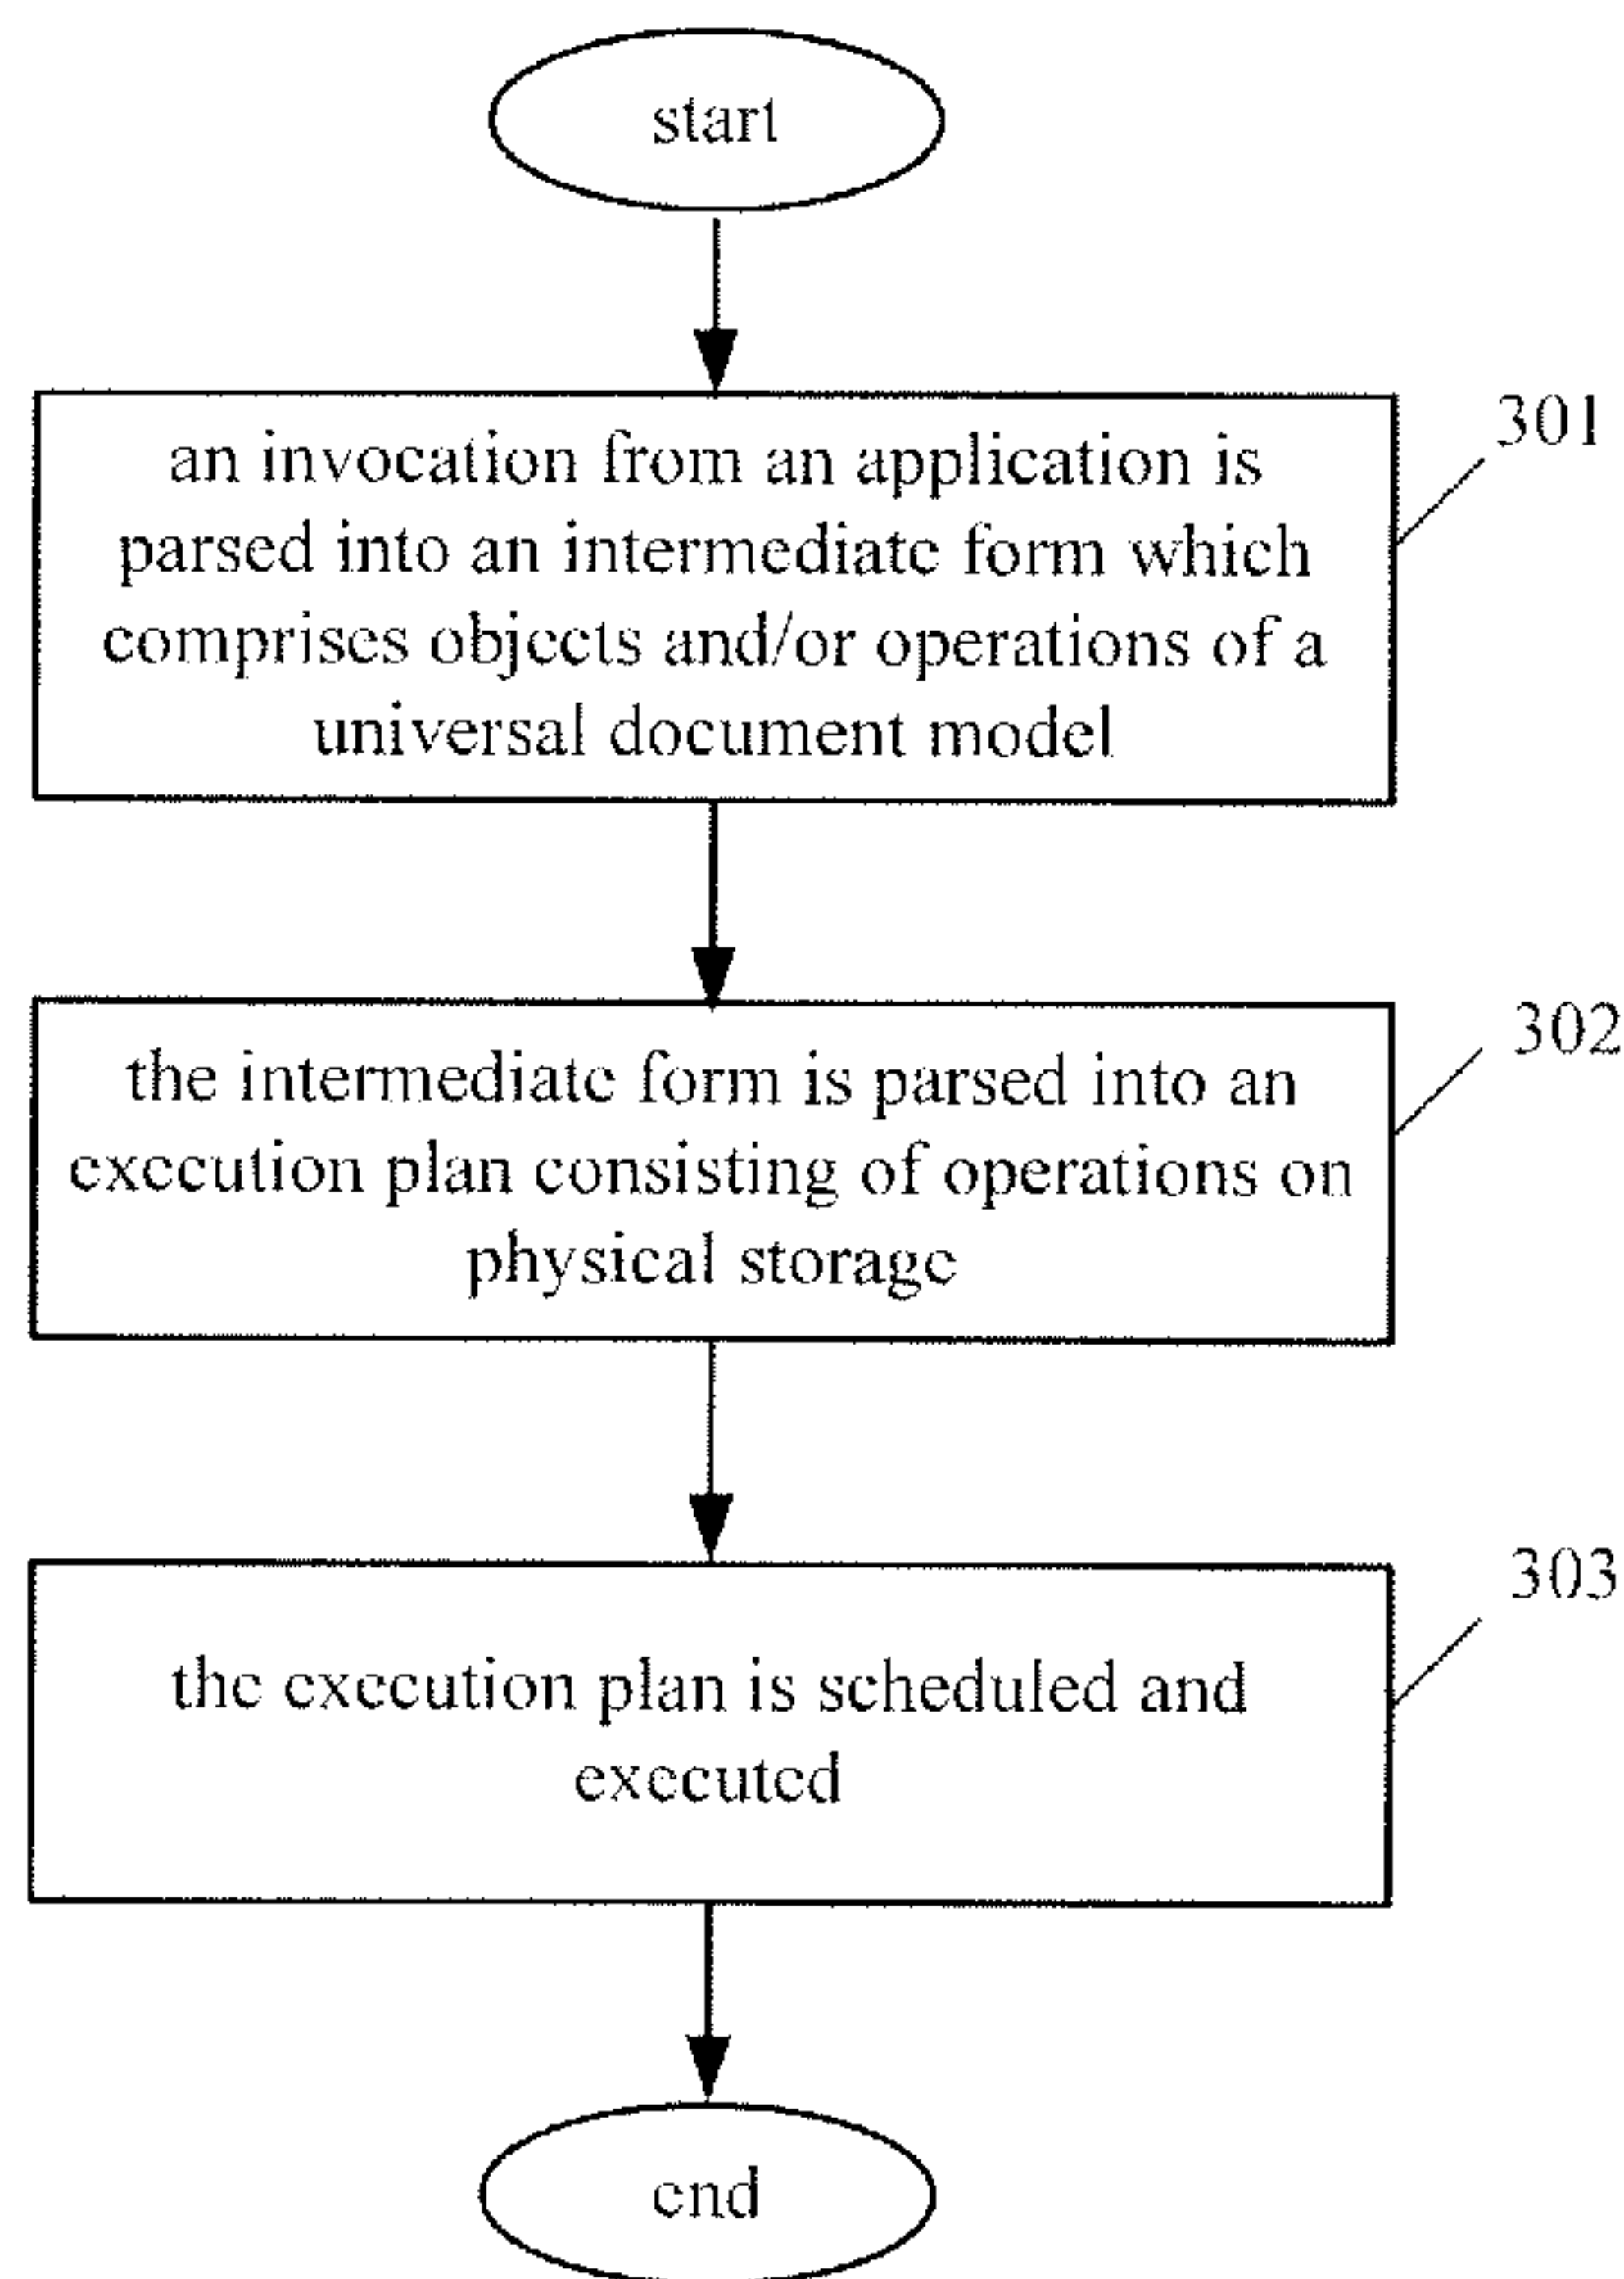 start
301
an invocation from an application is
parsed into an intermediate form which
comprises objects and/or operations of a
universal document model
302
the intermediate form is parsed into an
execution plan consisting of operations on
physical storage
303
the execution plan is scheduled and
executed
end